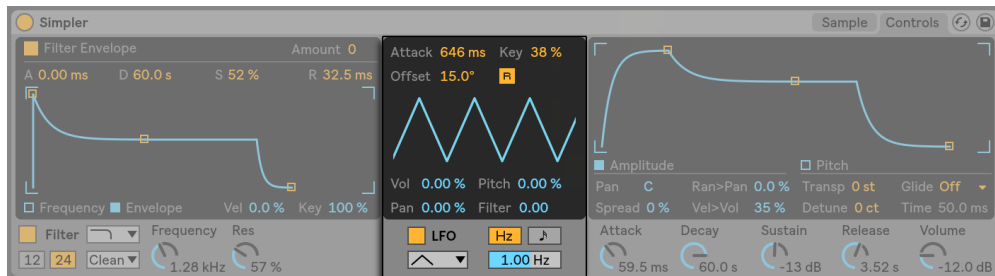 Simpler Sample Controls
Filter Envelope Amount 0
A 0.00 ms D 60.0 s S 52 % R 32.5 ms
Frequency Envelope Vel 0.0 % Key 100 %
Filter Frequency Res
12 24 Clean 1.28 kHz 57 %
Attack 646 ms Key 38 %
Offset 15.0° R
Vol 0.00 % Pitch 0.00 %
Pan 0.00 % Filter 0.00
LFO Hz
1.00 Hz
Amplitude Pitch
Pan C Ran>Pan 0.0 % Transp 0 st Glide Off
Spread 0 % Vel>Vol 35 % Detune 0 ct Time 50.0 ms
Attack Decay Sustain Release Volume
59.5 ms 60.0 s -13 dB 3.52 s -12.0 dB